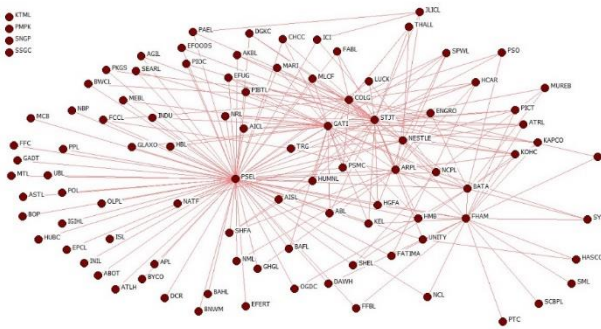 KTML
PMPK
SNGP
SSGC
JLICL
THALL
PAEL
DGKC
CHCC
ICI
FABL
EFOODS
AKBL
AGIL
PIOC
SPWL
PSO
PKGS
SEARL
MARI
MLCF
EFUG
LUCK
HCAR
MUREB
BWCL
PIBTL
MEBL
COLG
NBP
MCB
FCCL
INDU
NRL
STJT
ENGRO
PICT
AICL
GATI
ATRL
FFC
PPL
GLAXO
HBL
TRG
NESTLE
KAPCO
KOHC
GADT
MTL
UBL
PSEL
PSMC
HUMNL
ARPL
NCPL
BATA
ASTL
POL
OLPL
NATF
AISL
HGFA
BOP
IGIHL
ABL
KEL
HMB
FHAM
SY
HUBC
ISL
SHFA
UNITY
EPCL
BAFL
FATIMA
INIL
APL
NML
GHGL
SHEL
HASCO
ABOT
BYCO
ATLH
DCR
BAHL
OGDC
DAWH
SML
BNWM
EFERT
FFBL
NCL
SCBPL
PTC